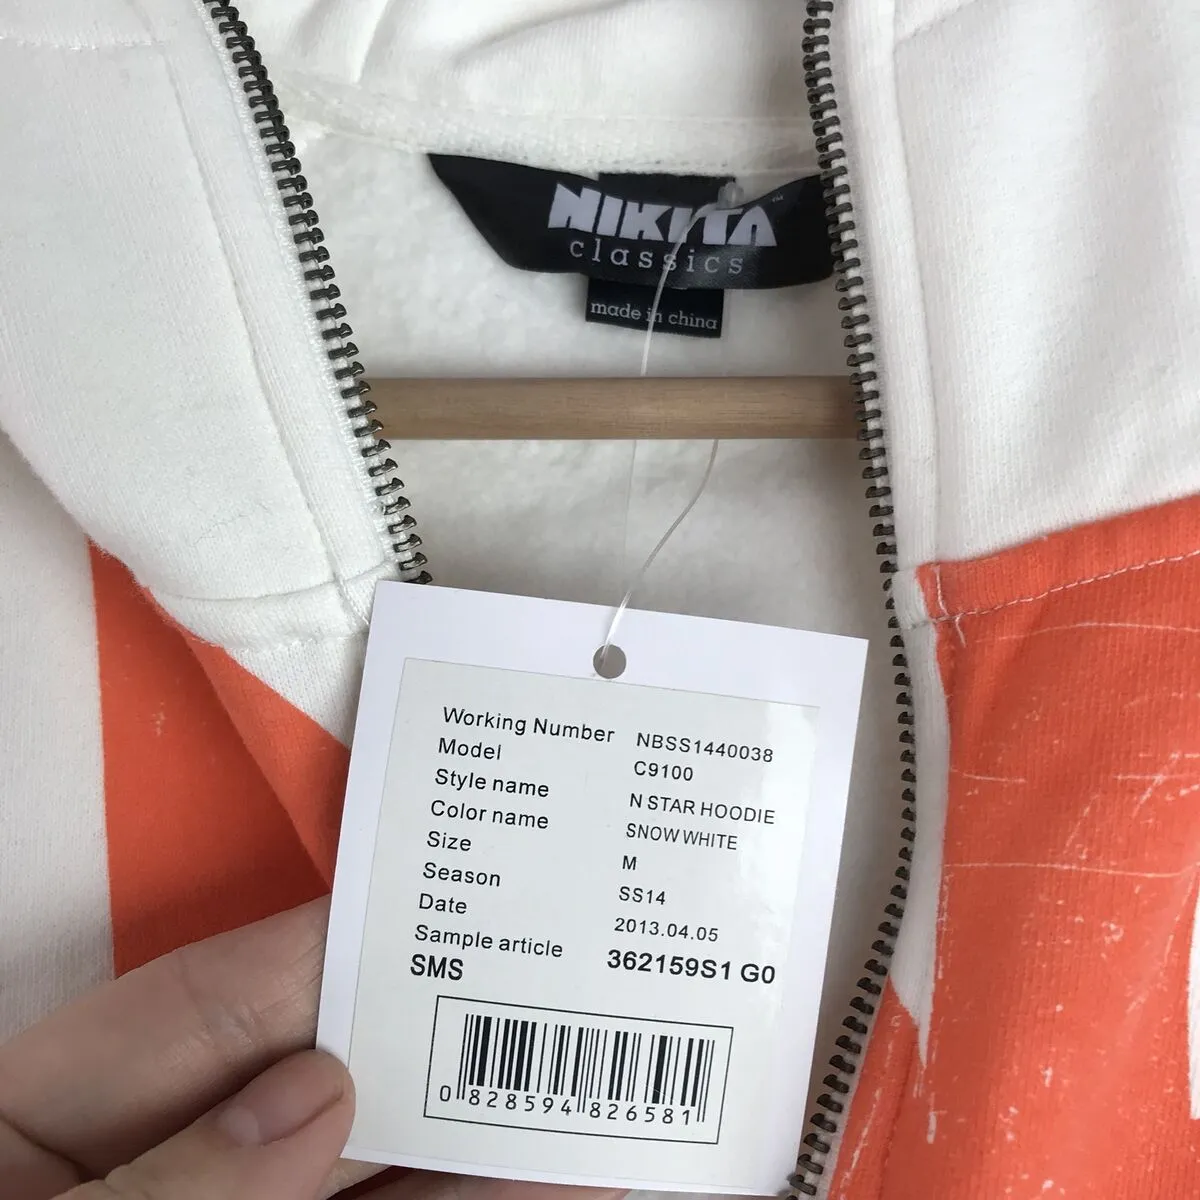 NIKITA™
classics
made in china
Working Number NBSS1440038
Model C9100
Style name N STAR HOODIE
Color name SNOW WHITE
Size M
Season SS14
Date 2013.04.05
Sample article 362159S1 G0
SMS
0 828594 826581